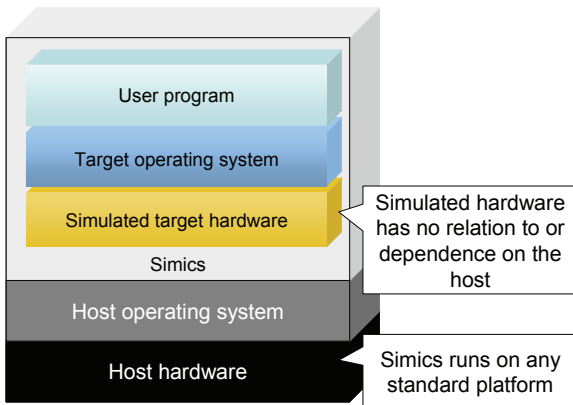 User program
Target operating system
Simulated target hardware
Simics
Simulated hardware
has no relation to or
dependence on the
host
Host operating system
Host hardware
Simics runs on any
standard platform